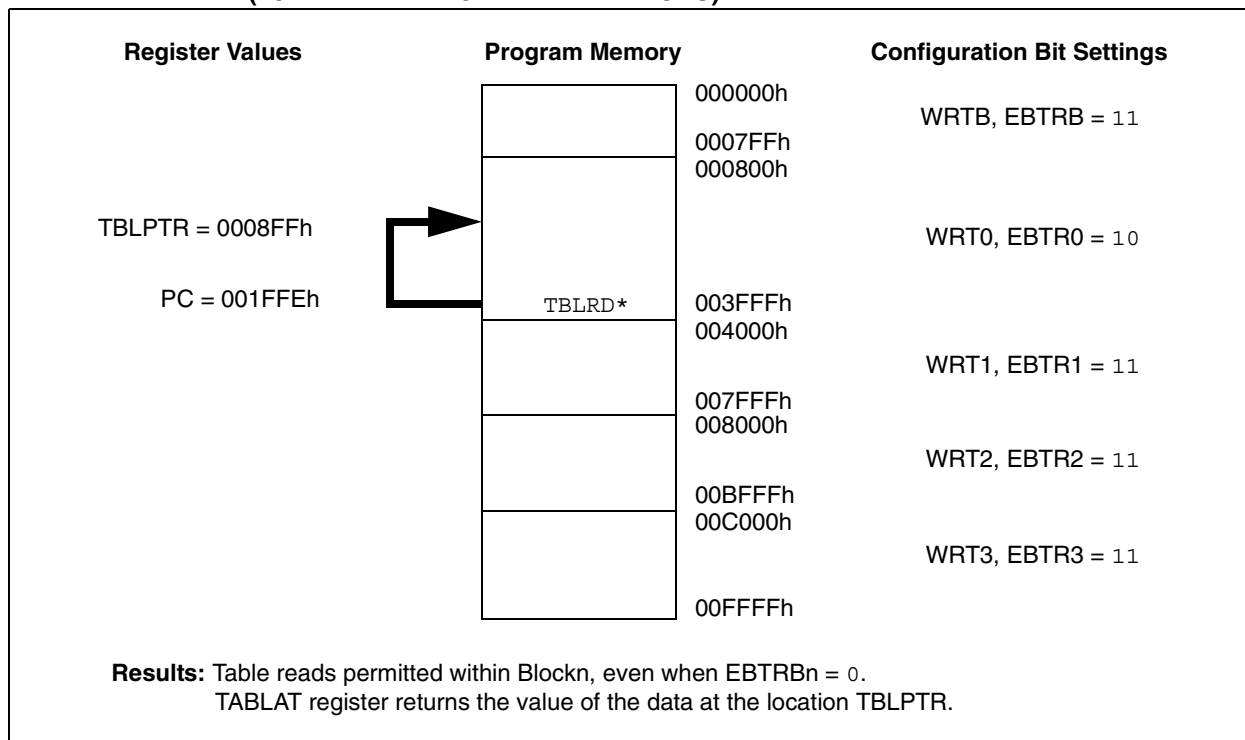 Register Values Program Memory Configuration Bit Settings
000000h
WRTB, EBTRB = 11
0007FFh
000800h
TBLPTR = 0008FFh
WRT0, EBTR0 = 10
PC = 001FFEh TBLRD* 003FFFh
004000h
WRT1, EBTR1 = 11
007FFFh
008000h
WRT2, EBTR2 = 11
00BFFFh
00C000h
WRT3, EBTR3 = 11
00FFFFh
Results: Table reads permitted within Blockn, even when EBTRBn = 0.
TABLAT register returns the value of the data at the location TBLPTR.